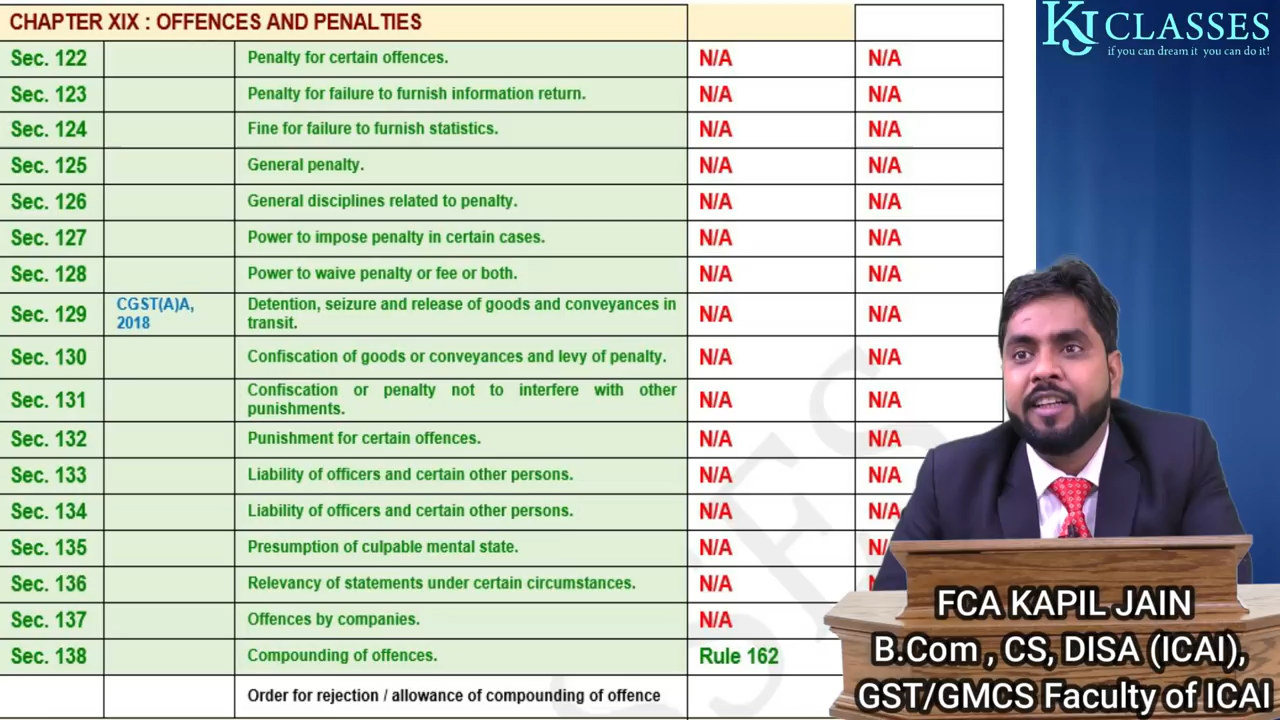 CHAPTER XIX : OFFENCES AND PENALTIES
Sec. 122 Penalty for certain offences. N/A N/A
Sec. 123 Penalty for failure to furnish information return. N/A N/A
Sec. 124 Fine for failure to furnish statistics. N/A N/A
Sec. 125 General penalty. N/A N/A
Sec. 126 General disciplines related to penalty. N/A N/A
Sec. 127 Power to impose penalty in certain cases. N/A N/A
Sec. 128 Power to waive penalty or fee or both. N/A N/A
Sec. 129 CGST(A)A, 2018 Detention, seizure and release of goods and conveyances in
transit. N/A N/A
Sec. 130 Confiscation of goods or conveyances and levy of penalty. N/A N/A
Sec. 131 Confiscation or penalty not to interfere with other
punishments. N/A N/A
Sec. 132 Punishment for certain offences. N/A N/A
Sec. 133 Liability of officers and certain other persons. N/A N/A
Sec. 134 Liability of officers and certain other persons. N/A N/A
Sec. 135 Presumption of culpable mental state. N/A N/
Sec. 136 Relevancy of statements under certain circumstances. N/A
Sec. 137 Offences by companies. N/A
Sec. 138 Compounding of offences. Rule 162
Order for rejection / allowance of compounding of offence
KJ CLASSES
if you can dream it you can do it!
FCA KAPIL JAIN
B.Com , CS, DISA (ICAI),
GST/GMCS Faculty of ICAI